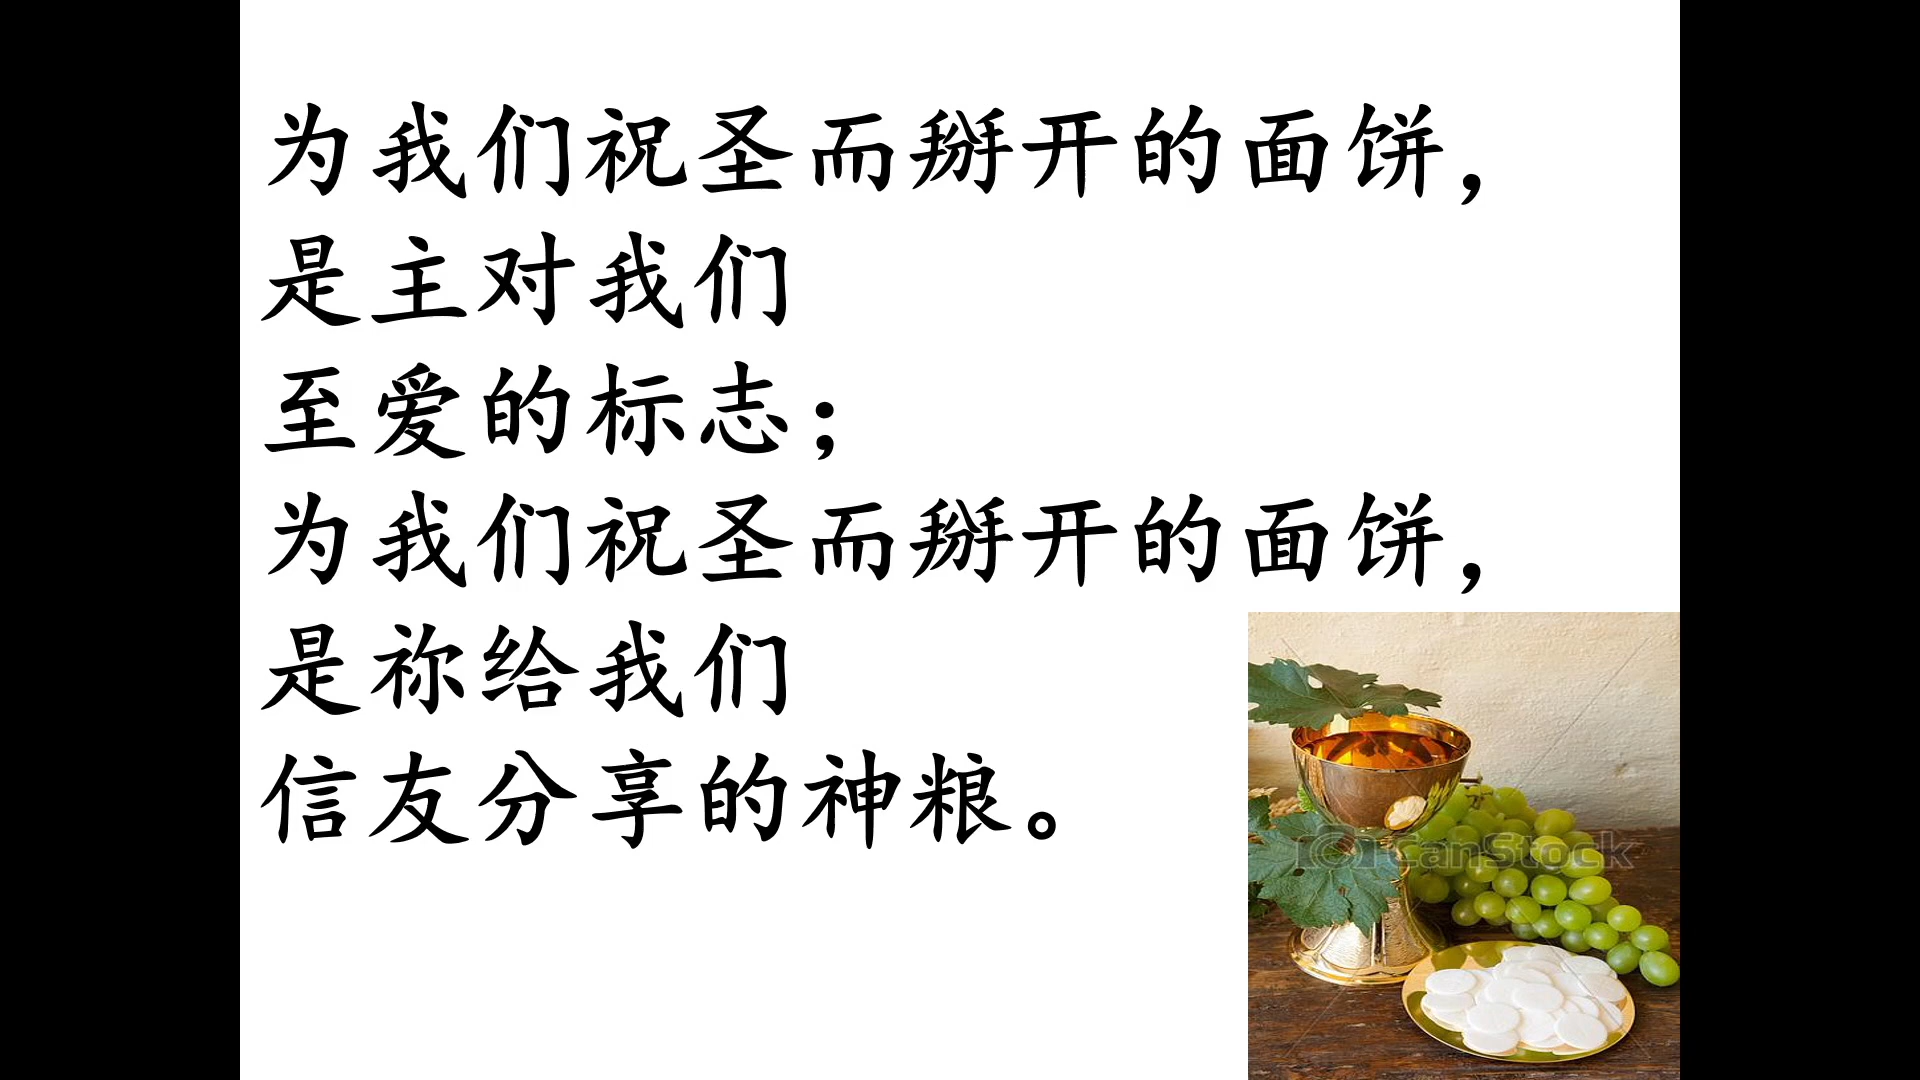 为我们祝圣而掰开的面饼，
是主对我们
至爱的标志；
为我们祝圣而掰开的面饼，
是祢给我们
信友分享的神粮。
CanStock